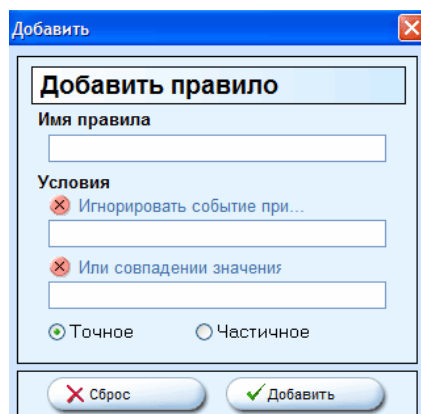 Добавить
Добавить правило
Имя правила
Условия
Игнорировать событие при...
Или совпадении значения
Точное Частичное
Сброс Добавить